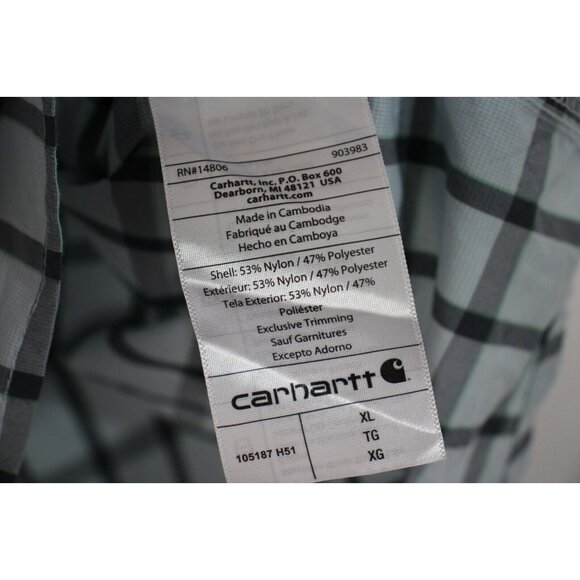 RN#14806 903983
Carhartt, Inc. P.O. Box 600
Dearborn, MI 48121 USA
carhartt.com
Made in Cambodia
Fabriqué au Cambodge
Hecho en Camboya
Shell: 53% Nylon / 47% Polyester
Extérieur: 53% Nylon / 47% Polyester
Tela Exterior: 53% Nylon / 47%
Poliéster
Exclusive Trimming
Sauf Garnitures
Excepto Adorno
carhartt
105187 H51
XL
TG
XG